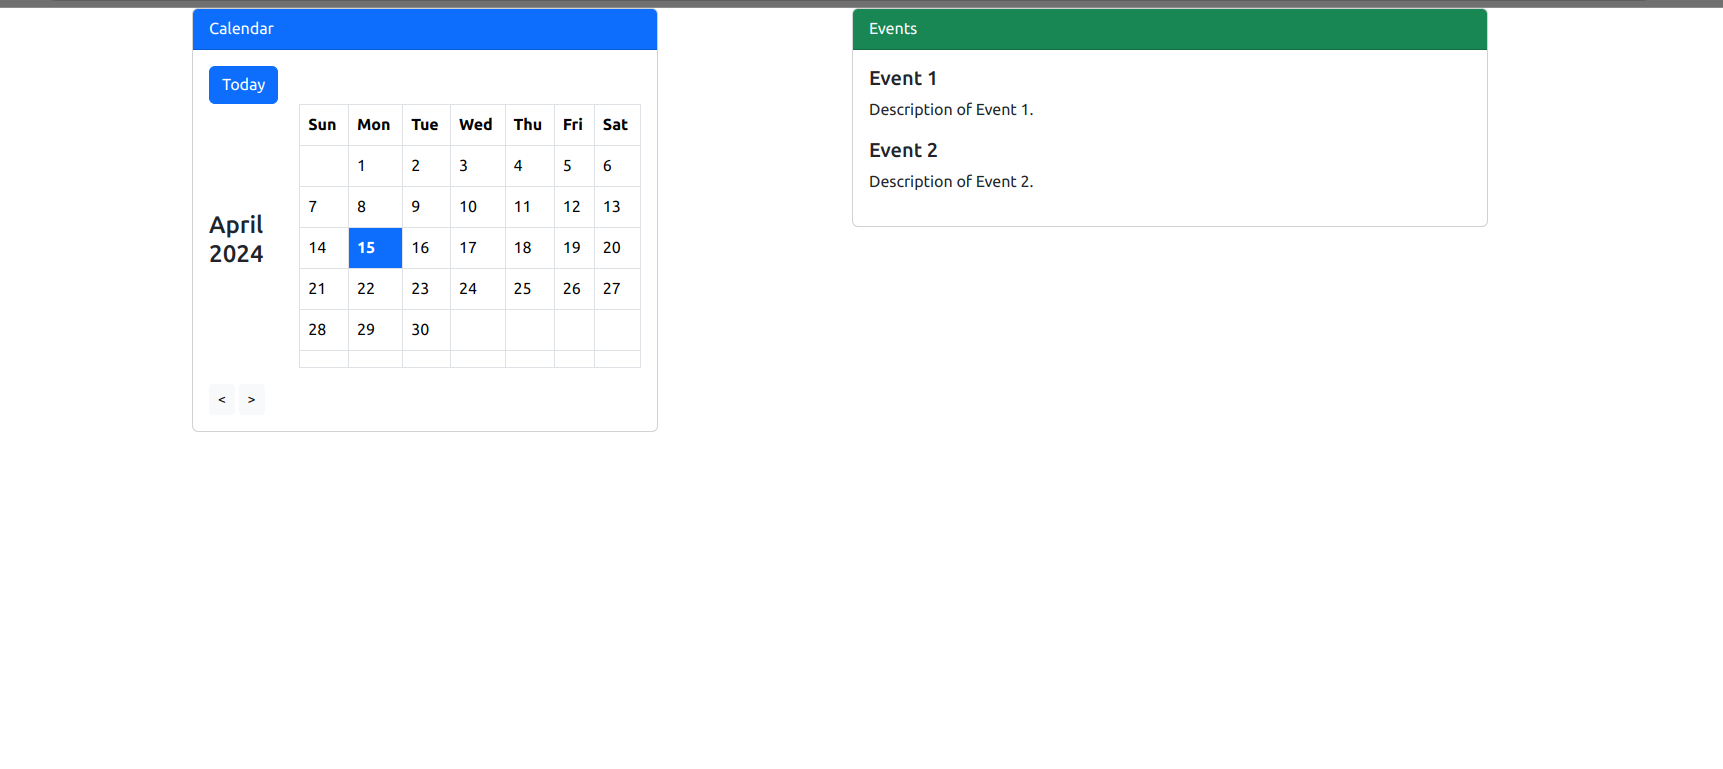 Calendar
Today
Sun Mon Tue Wed Thu Fri Sat
1 2 3 4 5 6
7 8 9 10 11 12 13
April
2024
14 15 16 17 18 19 20
21 22 23 24 25 26 27
28 29 30
< >
Events
Event 1
Description of Event 1.
Event 2
Description of Event 2.